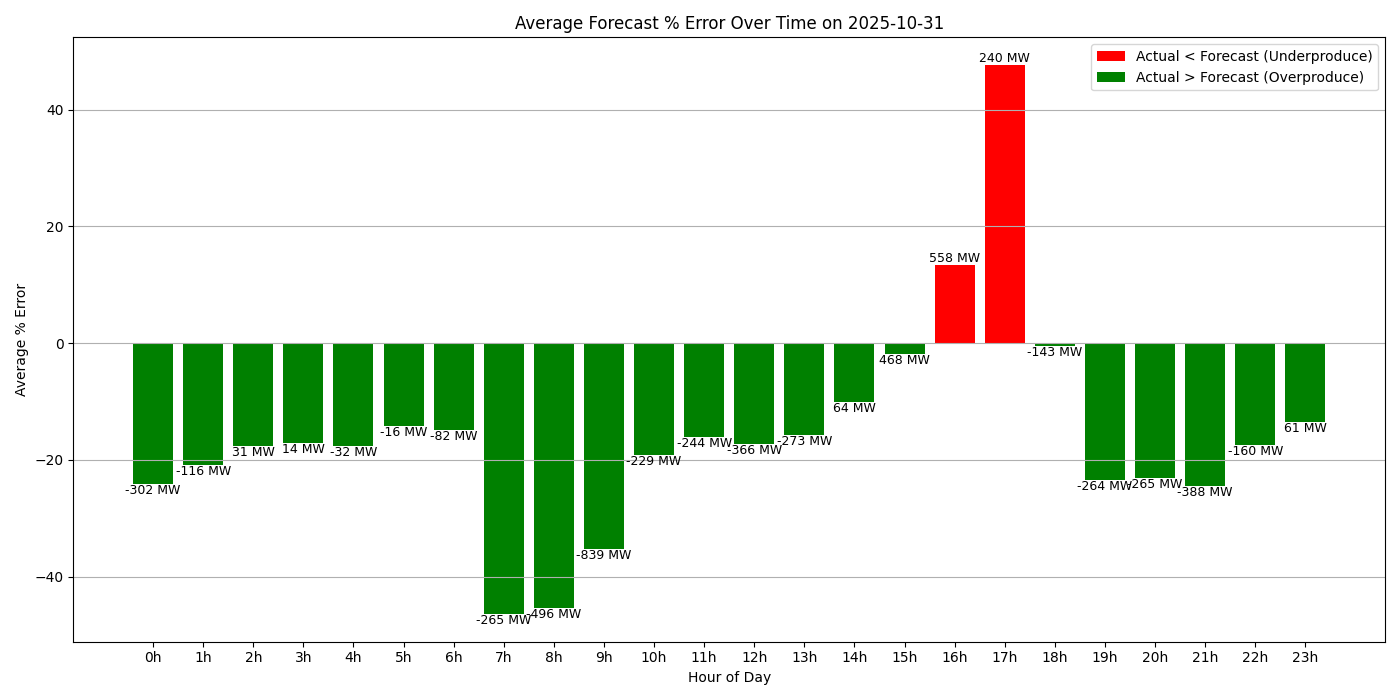 Average Forecast % Error Over Time on 2025-10-31
Actual < Forecast (Underproduce)
Actual > Forecast (Overproduce)
Average % Error
40
20
0
−20
−40
-302 MW
-116 MW
31 MW
14 MW
-32 MW
-16 MW
-82 MW
-265 MW
-496 MW
-839 MW
-229 MW
-244 MW
-366 MW
-273 MW
64 MW
468 MW
558 MW
240 MW
-143 MW
-264 MW
-265 MW
-388 MW
-160 MW
61 MW
0h 1h 2h 3h 4h 5h 6h 7h 8h 9h 10h 11h 12h 13h 14h 15h 16h 17h 18h 19h 20h 21h 22h 23h
Hour of Day